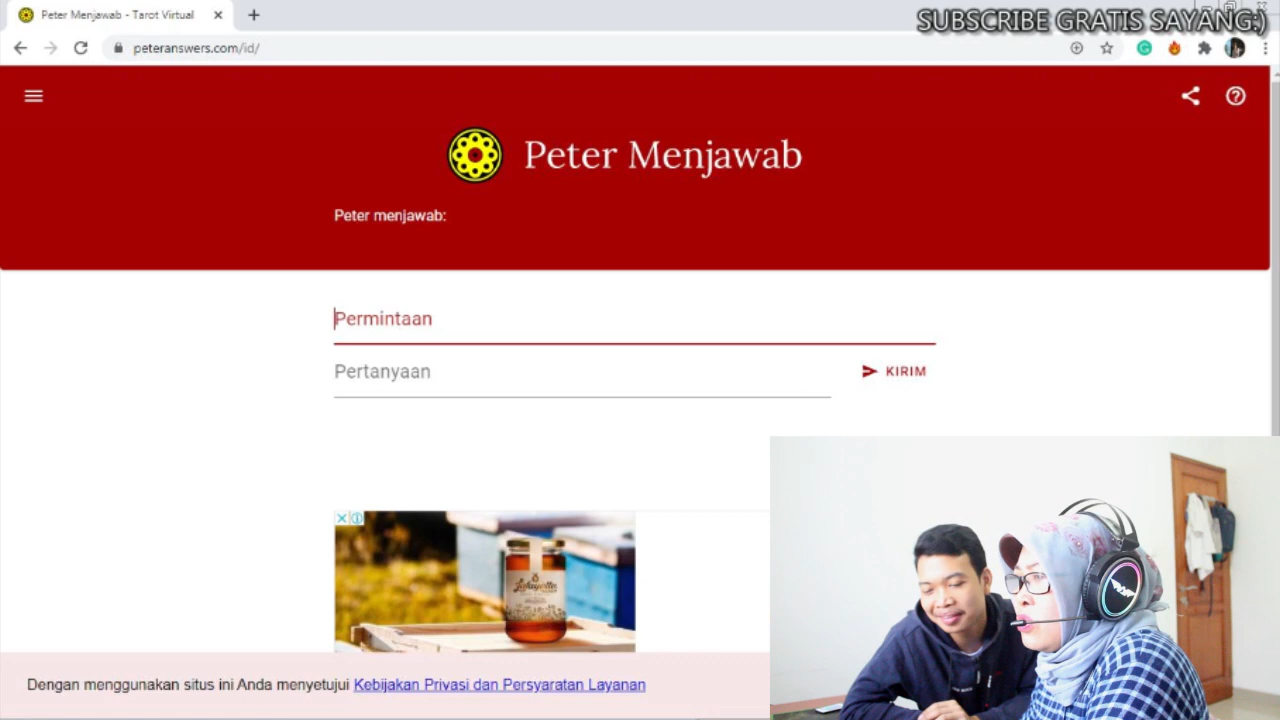 Peter Menjawab - Tarot Virtual
SUBSCRIBE GRATIS SAYANG:)
peteranswers.com/id/
Peter Menjawab
Peter menjawab:
Permintaan
Pertanyaan
KIRIM
Dengan menggunakan situs ini Anda menyetujui Kebijakan Privasi dan Persyaratan Layanan